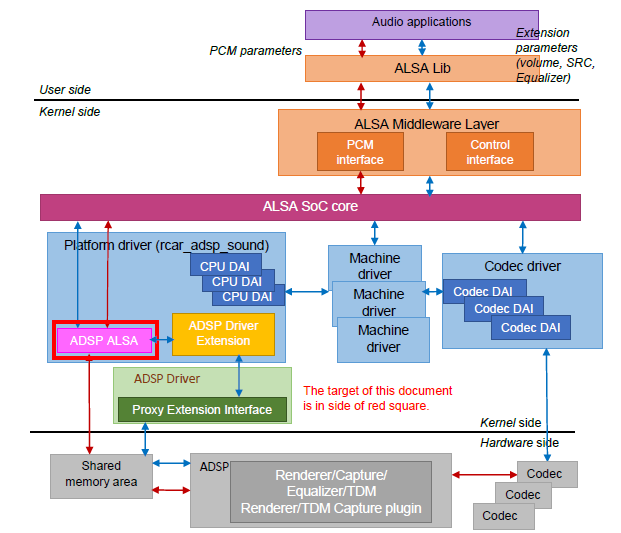 Audio applications
PCM parameters
Extension
parameters
(volume, SRC,
Equalizer)
ALSA Lib
User side
Kernel side
ALSA Middleware Layer
PCM
interface
Control
interface
ALSA SoC core
Platform driver (rcar_adsp_sound)
CPU DAI
CPU DAI
CPU DAI
Machine
driver
Machine
driver
Machine
driver
Codec driver
Codec DAI
Codec DAI
Codec DAI
ADSP ALSA
ADSP Driver
Extension
ADSP Driver
Proxy Extension Interface
The target of this document
is in side of red square.
Kernel side
Hardware side
Shared
memory area
ADSP
Renderer/Capture/
Equalizer/TDM
Renderer/TDM Capture plugin
Codec
Codec
Codec